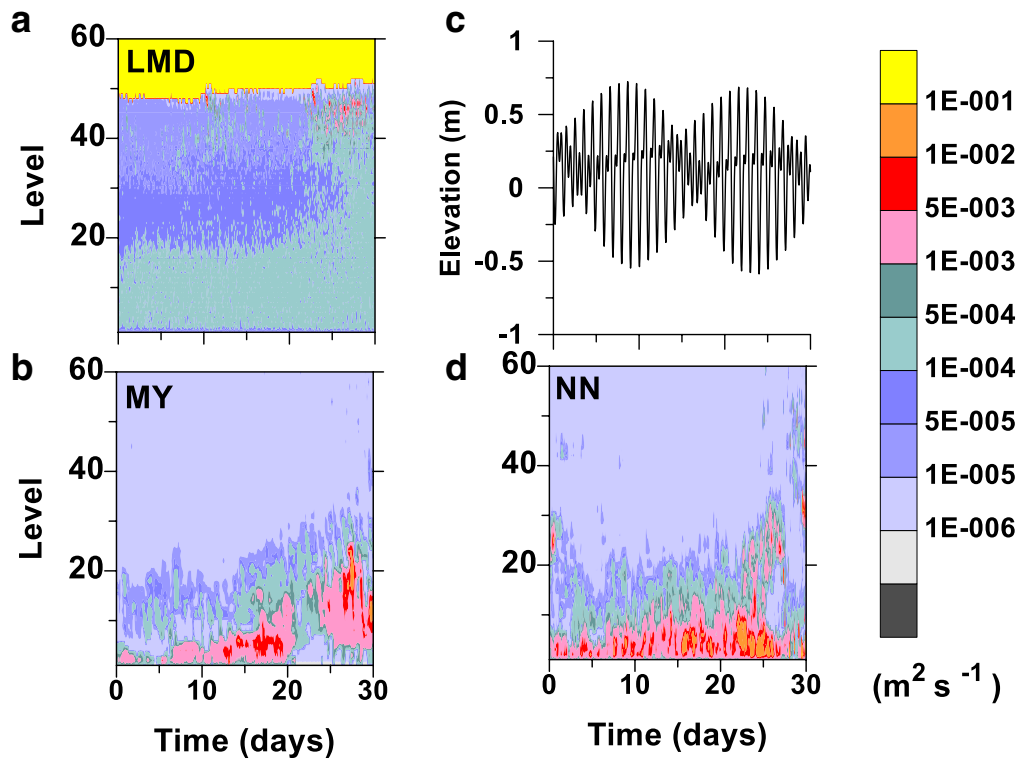 a
60
LMD
40
20
Level
c
1
0.5
0
-0.5
-1
Elevation (m)
b
60
MY
40
20
0
10
20
30
Level
Time (days)
d
60
NN
40
20
0
10
20
30
Time (days)
1E-001
1E-002
5E-003
1E-003
5E-004
1E-004
5E-005
1E-005
1E-006
(m² s⁻¹)